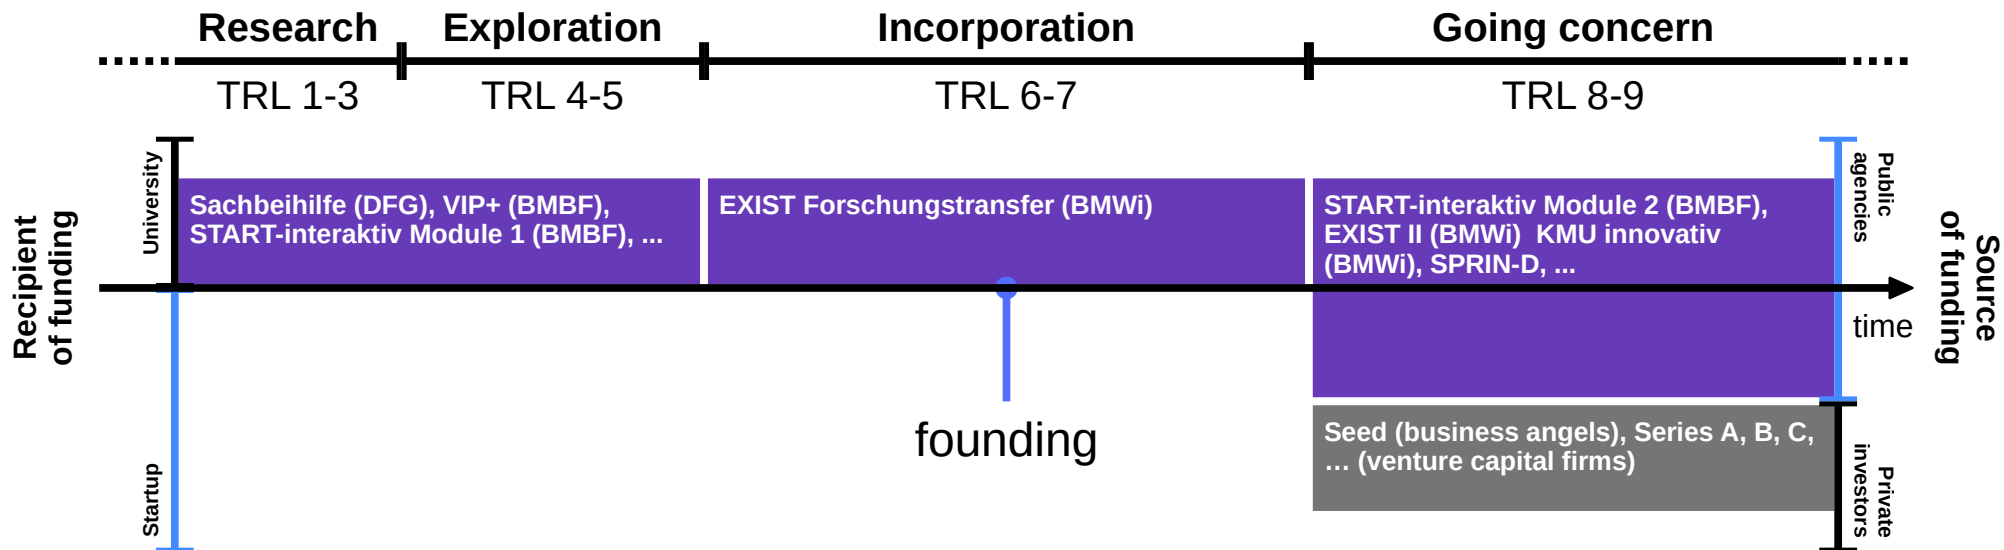 Research
Exploration
Incorporation
Going concern
TRL 1-3
TRL 4-5
TRL 6-7
TRL 8-9
Recipient
of funding
University
Startup
Sachbeihilfe (DFG), VIP+ (BMBF),
START-interaktiv Module 1 (BMBF), ...
EXIST Forschungstransfer (BMWi)
START-interaktiv Module 2 (BMBF),
EXIST II (BMWi)  KMU innovativ
(BMWi), SPRIN-D, ...
founding
Seed (business angels), Series A, B, C,
… (venture capital firms)
time
Public
agencies
Private
investors
Source
of funding